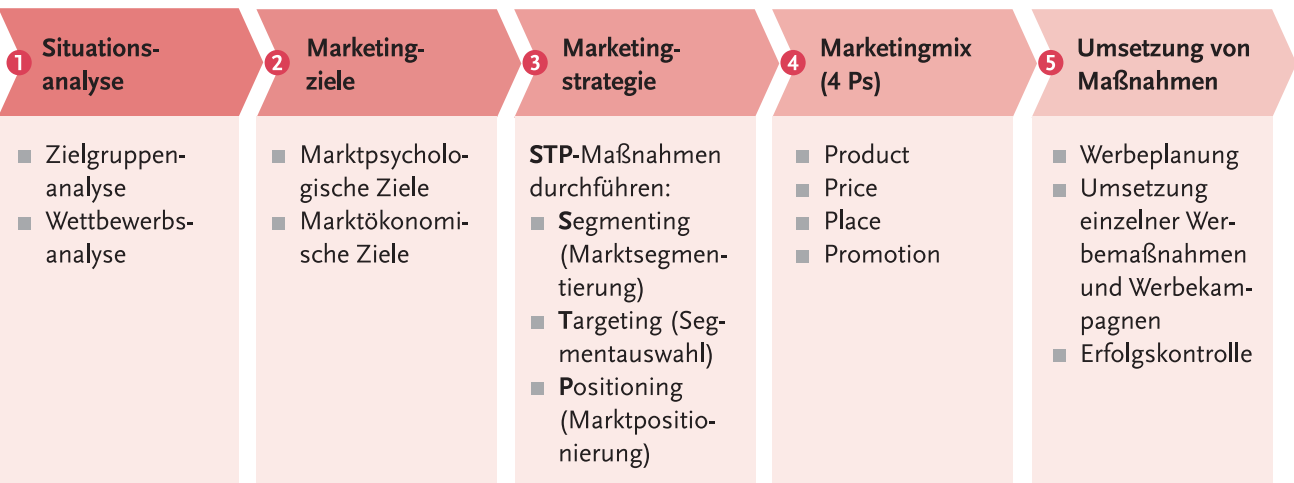 1 Situations-
analyse
Zielgruppen-
analyse
Wettbewerbs-
analyse
2 Marketing-
ziele
Marktpsycholo-
gische Ziele
Marktökonomi-
sche Ziele
3 Marketing-
strategie
STP-Maßnahmen
durchführen:
Segmenting
(Marktsegmen-
tierung)
Targeting (Seg-
mentauswahl)
Positioning
(Marktpositio-
nierung)
4 Marketingmix
(4 Ps)
Product
Price
Place
Promotion
5 Umsetzung von
Maßnahmen
Werbeplanung
Umsetzung
einzelner Wer-
bemaßnahmen
und Werbekam-
pagnen
Erfolgskontrolle